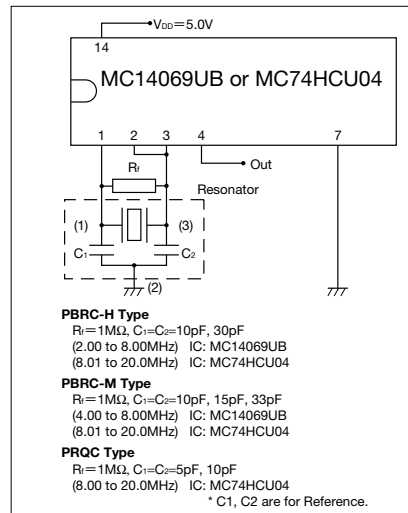 VDD=5.0V
14
MC14069UB or MC74HCU04
1 2 3 4 7
Rf
Out
Resonator
(1) (3)
C1 C2
(2)
PBRC-H Type
Rf=1MΩ, C1=C2=10pF, 30pF
(2.00 to 8.00MHz) IC: MC14069UB
(8.01 to 20.0MHz) IC: MC74HCU04
PBRC-M Type
Rf=1MΩ, C1=C2=10pF, 15pF, 33pF
(4.00 to 8.00MHz) IC: MC14069UB
(8.01 to 20.0MHz) IC: MC74HCU04
PRQC Type
Rf=1MΩ, C1=C2=5pF, 10pF
(8.00 to 20.0MHz) IC: MC74HCU04
* C1, C2 are for Reference.